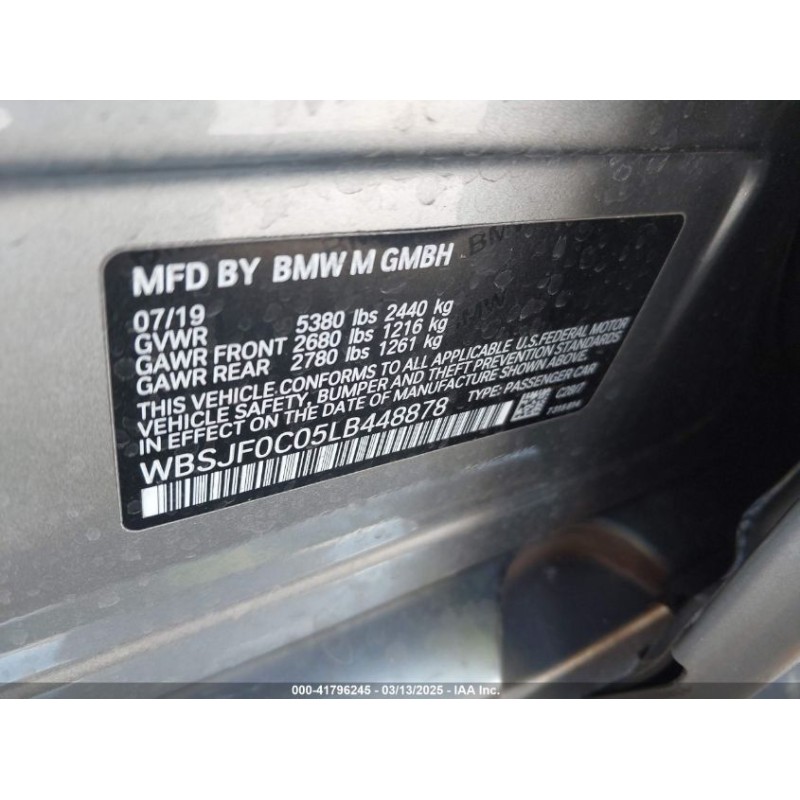 MFD BY BMW M GMBH
07/19
GVWR 5380 lbs 2440 kg
GAWR FRONT 2680 lbs 1216 kg
GAWR REAR 2780 lbs 1261 kg
THIS VEHICLE CONFORMS TO ALL APPLICABLE U.S. FEDERAL MOTOR
VEHICLE SAFETY, BUMPER AND THEFT PREVENTION STANDARDS
IN EFFECT ON THE DATE OF MANUFACTURE SHOWN ABOVE.
WBSJF0C05LB448878 TYPE: PASSENGER CAR
000-41796245 - 03/13/2025 - IAA Inc.